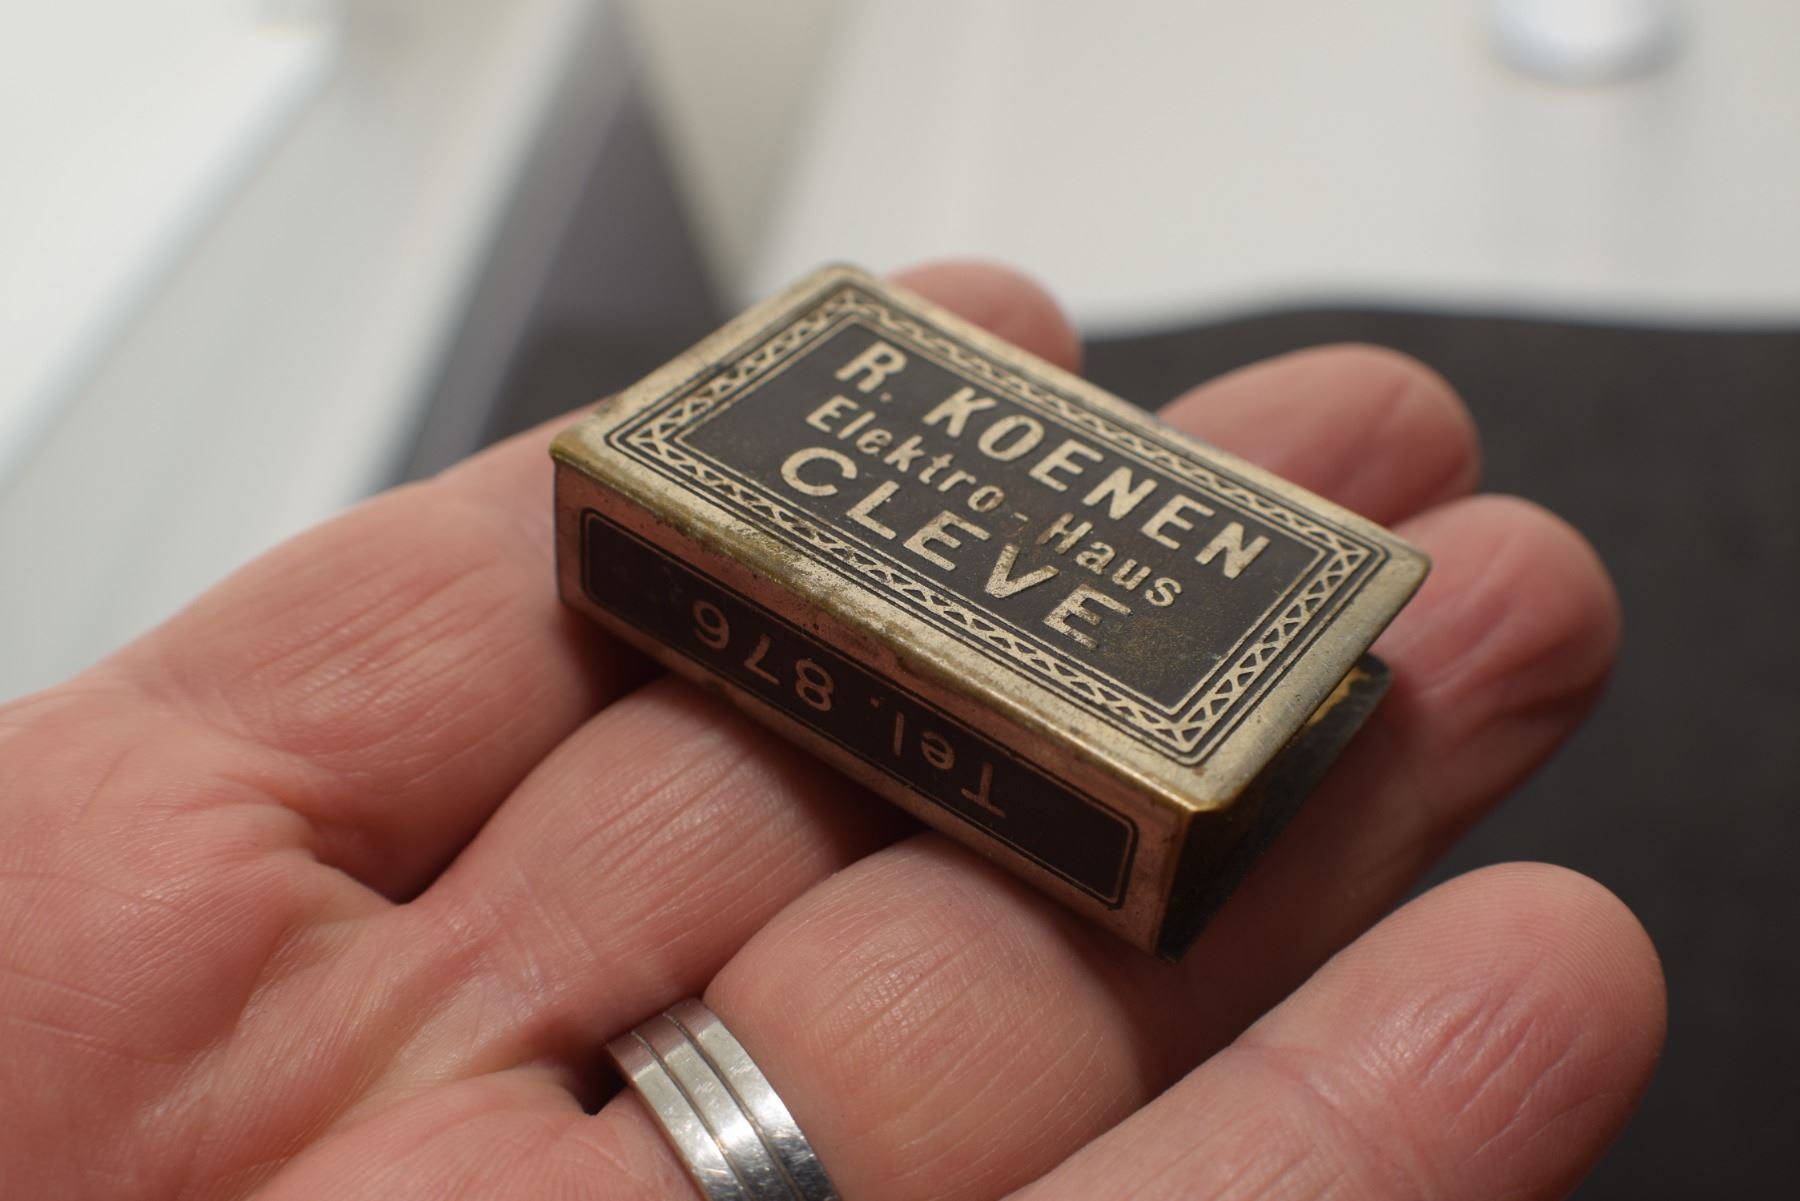 R. KOENEN
Elektro-Haus
CLEVE
Tel. 876